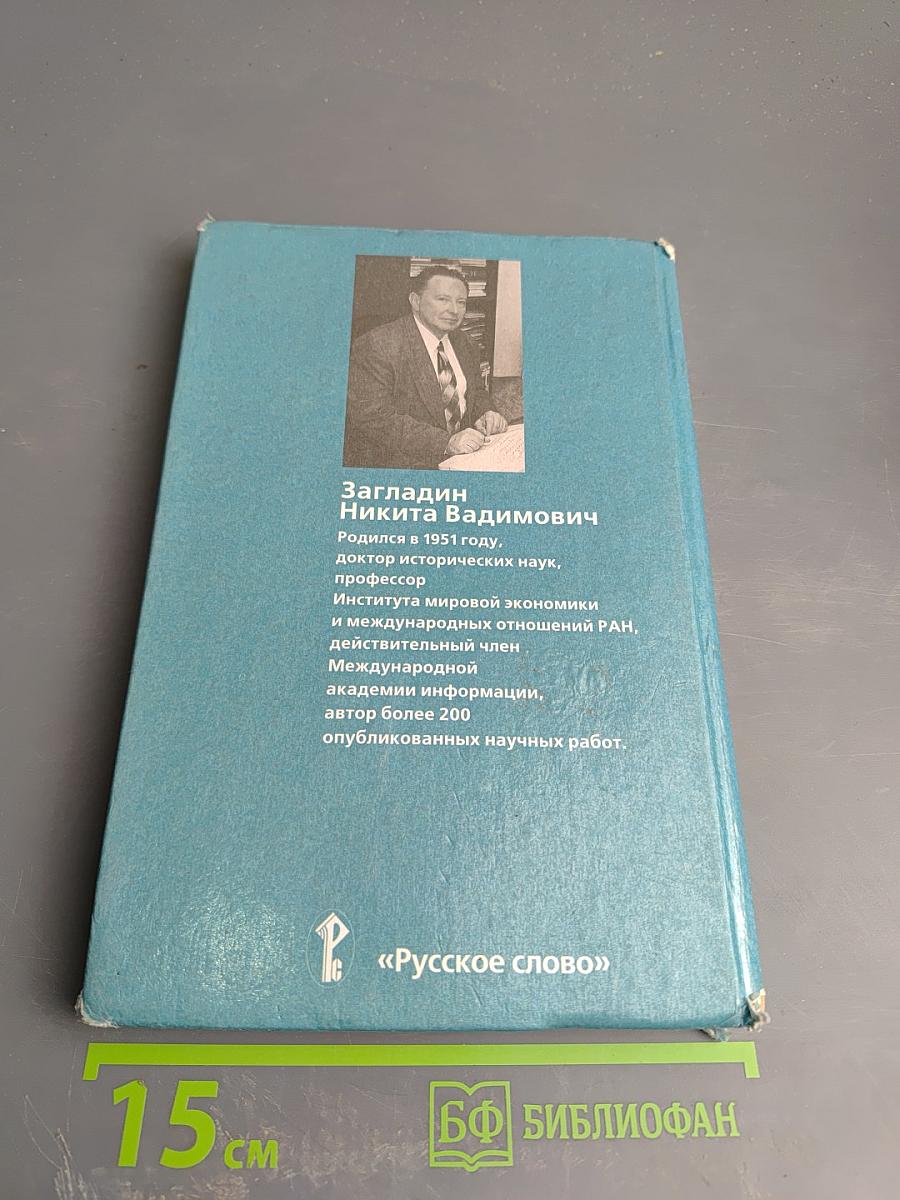 Загладин
Никита Вадимович
Родился в 1951 году,
доктор исторических наук,
профессор
Института мировой экономики
и международных отношений РАН,
действительный член
Международной
академии информации,
автор более 200
опубликованных научных работ.
Рс
«Русское слово»
15 см
БФ БИБЛИОФАН